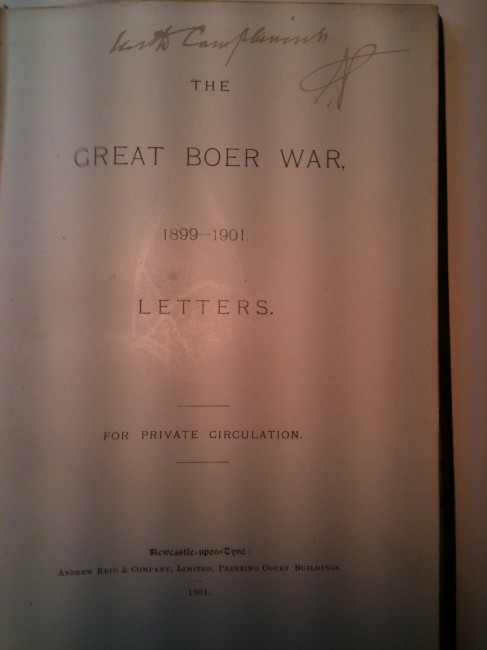 With Compliments
THE
GREAT BOER WAR,
1899—1901.
LETTERS.
FOR PRIVATE CIRCULATION.
Newcastle-upon-Tyne:
ANDREW REID & COMPANY, LIMITED, PRINTING COURT BUILDINGS
1901.